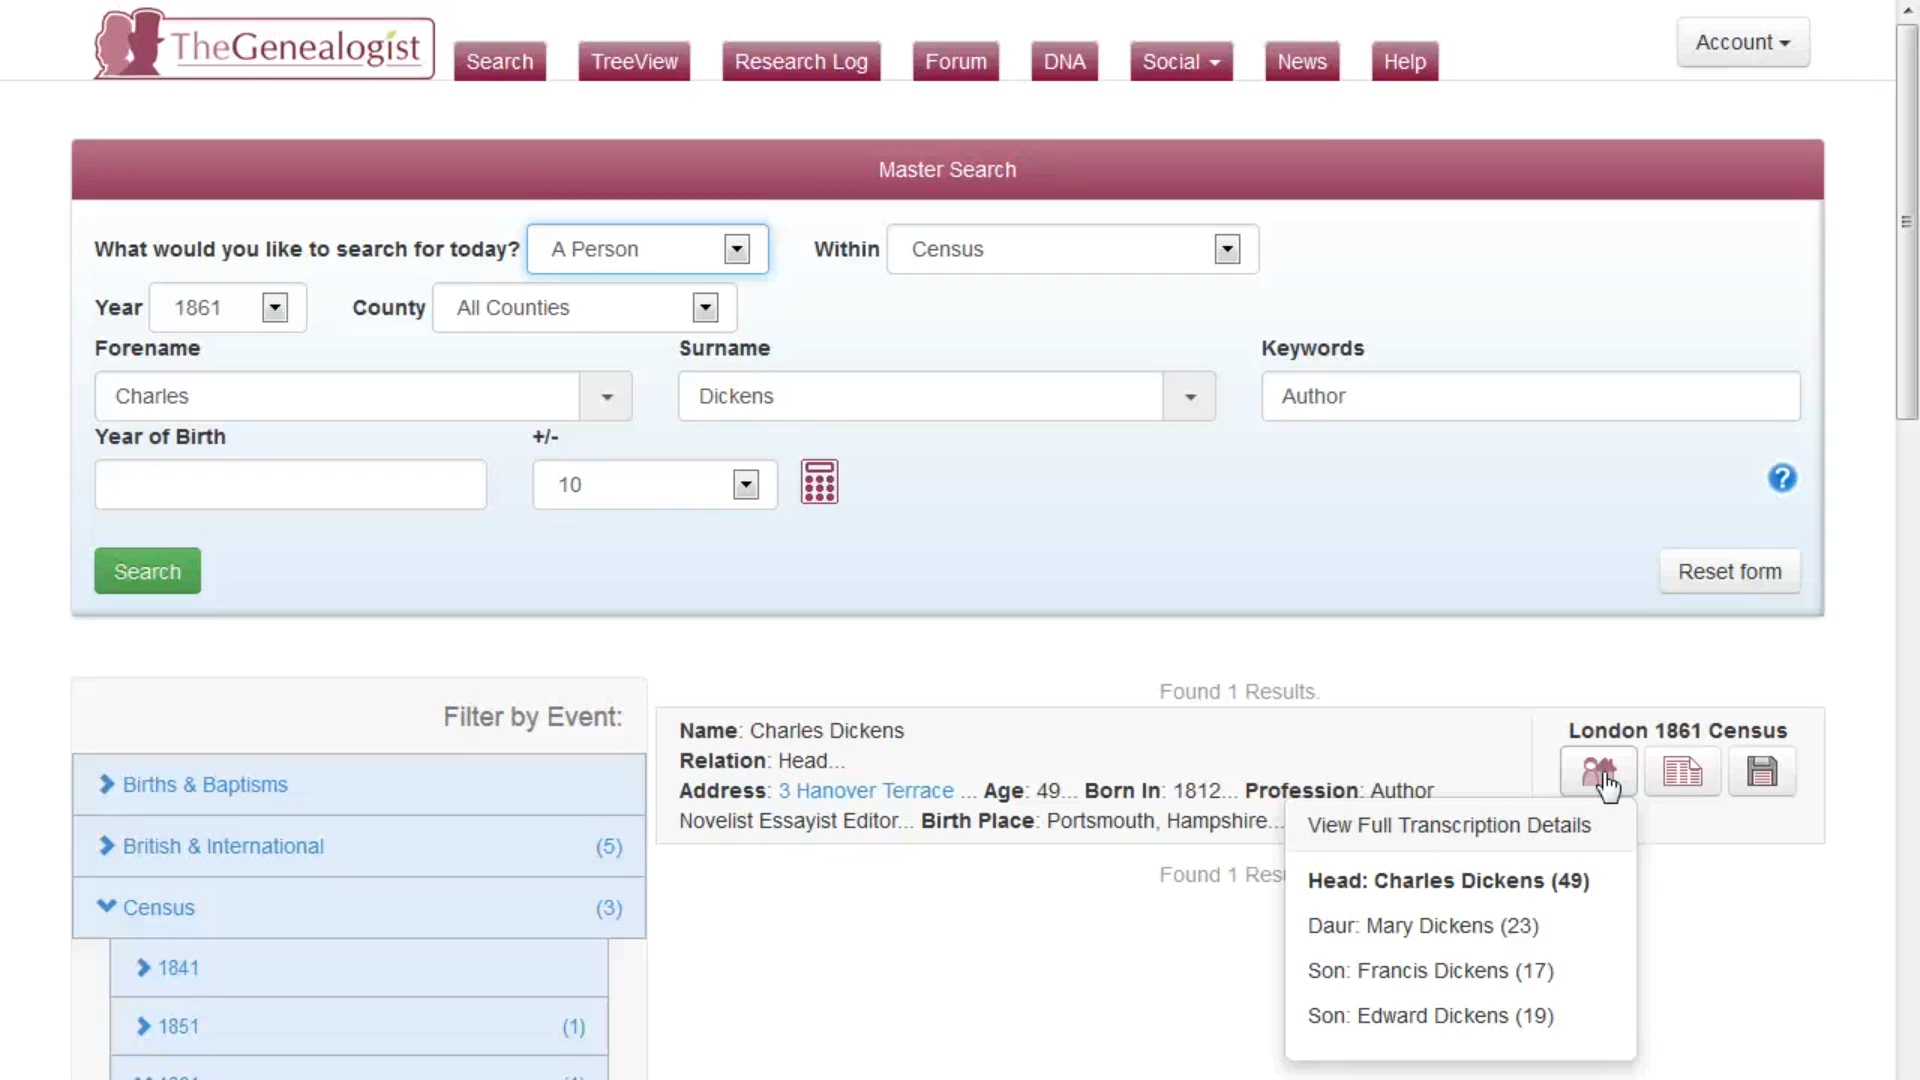 TheGenealogist
Search TreeView Research Log Forum DNA Social News Help
Account
Master Search
What would you like to search for today? A Person Within Census
Year 1861 County All Counties
Forename Surname Keywords
Charles Dickens Author
Year of Birth +/-
10
?
Search Reset form
Filter by Event:
Births & Baptisms
British & International (5)
Census (3)
1841
1851 (1)
Found 1 Results.
Name: Charles Dickens
Relation: Head...
Address: 3 Hanover Terrace ... Age: 49... Born In: 1812... Profession: Author
Novelist Essayist Editor... Birth Place: Portsmouth, Hampshire...
London 1861 Census
Found 1 Resu
View Full Transcription Details
Head: Charles Dickens (49)
Daur: Mary Dickens (23)
Son: Francis Dickens (17)
Son: Edward Dickens (19)